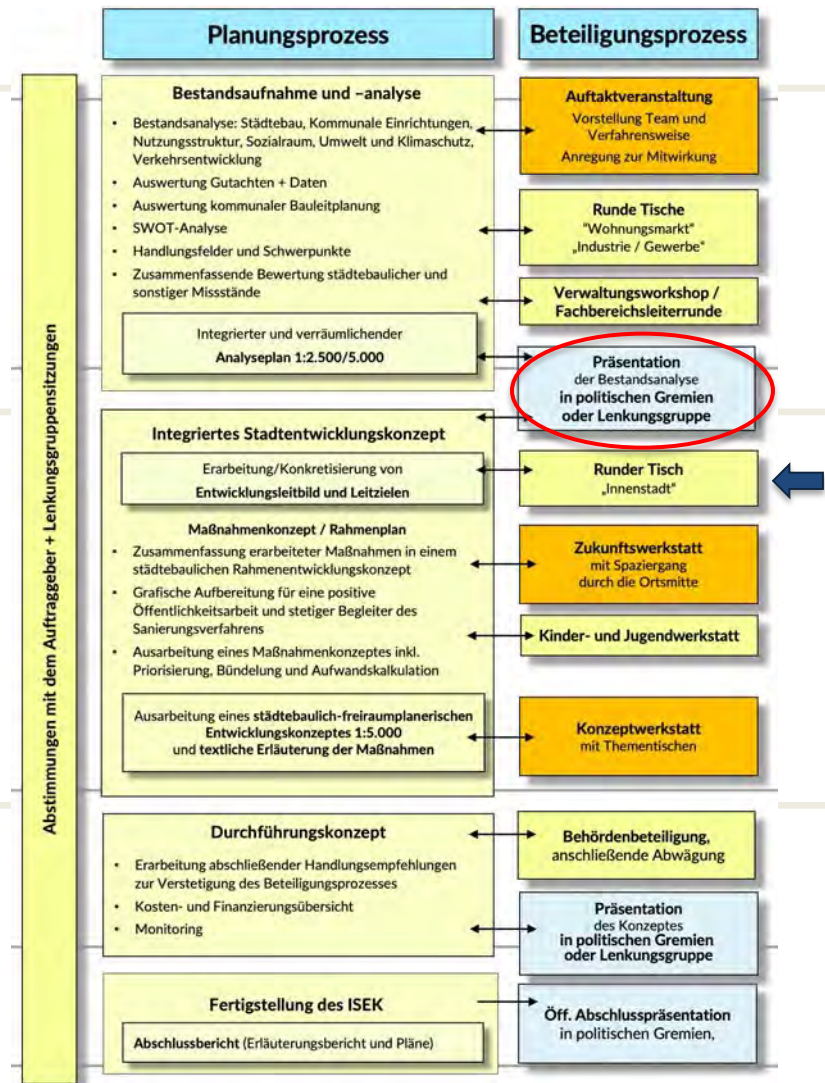 Planungsprozess
Beteiligungsprozess
Abstimmungen mit dem Auftraggeber + Lenkungsgruppensitzungen
Bestandsaufnahme und –analyse
• Bestandsanalyse: Städtebau, Kommunale Einrichtungen,
Nutzungsstruktur, Sozialraum, Umwelt und Klimaschutz,
Verkehrsentwicklung
• Auswertung Gutachten + Daten
• Auswertung kommunaler Bauleitplanung
• SWOT-Analyse
• Handlungsfelder und Schwerpunkte
• Zusammenfassende Bewertung städtebaulicher und
sonstiger Missstände
Integrierter und verräumlichender
Analyseplan 1:2.500/5.000
Auftaktveranstaltung
Vorstellung Team und
Verfahrensweise
Anregung zur Mitwirkung
Runde Tische
"Wohnungsmarkt"
„Industrie / Gewerbe"
Verwaltungsworkshop /
Fachbereichsleiterrunde
Präsentation
der Bestandsanalyse
in politischen Gremien
oder Lenkungsgruppe
Integriertes Stadtentwicklungskonzept
Erarbeitung/Konkretisierung von
Entwicklungsleitbild und Leitzielen
Maßnahmenkonzept / Rahmenplan
• Zusammenfassung erarbeiteter Maßnahmen in einem
städtebaulichen Rahmenentwicklungskonzept
• Grafische Aufbereitung für eine positive
Öffentlichkeitsarbeit und stetiger Begleiter des
Sanierungsverfahrens
• Ausarbeitung eines Maßnahmenkonzeptes inkl.
Priorisierung, Bündelung und Aufwandskalkulation
Ausarbeitung eines städtebaulich-freiraumplanerischen
Entwicklungskonzeptes 1:5.000
und textliche Erläuterung der Maßnahmen
Runder Tisch
„Innenstadt"
Zukunftswerkstatt
mit Spaziergang
durch die Ortsmitte
Kinder- und Jugendwerkstatt
Konzeptwerkstatt
mit Thementischen
Durchführungskonzept
• Erarbeitung abschließender Handlungsempfehlungen
zur Verstetigung des Beteiligungsprozesses
• Kosten- und Finanzierungsübersicht
• Monitoring
Behördenbeteiligung,
anschließende Abwägung
Präsentation
des Konzeptes
in politischen Gremien
oder Lenkungsgruppe
Fertigstellung des ISEK
Abschlussbericht (Erläuterungsbericht und Pläne)
Öff. Abschlusspräsentation
in politischen Gremien,